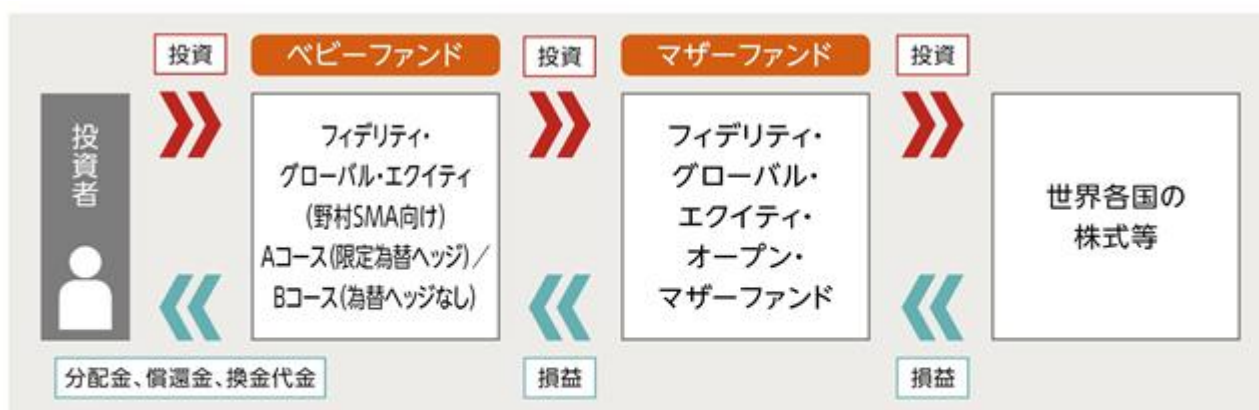 投資
ベビーファンド
投資
マザーファンド
投資
投資者
フィデリティ・
グローバル・エクイティ
(野村SMA向け)
Aコース(限定為替ヘッジ)／
Bコース(為替ヘッジなし)
フィデリティ・
グローバル・
エクイティ・
オープン・
マザーファンド
世界各国の
株式等
分配金、償還金、換金代金
損益
損益